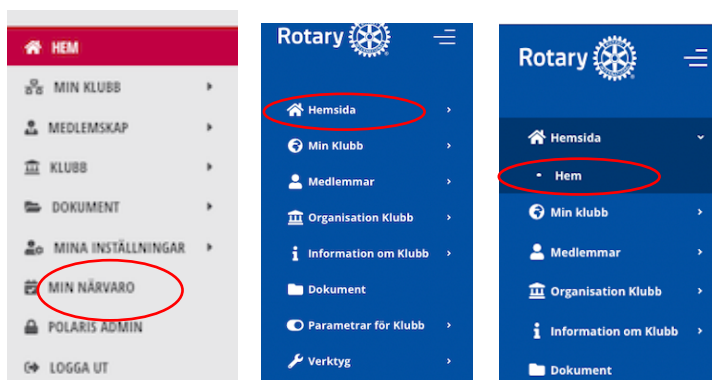 HEM
MIN KLUBB
MEDLEMSKAP
KLUBB
DOKUMENT
MINA INSTÄLLNINGAR
MIN NÄRVARO
POLARIS ADMIN
LOGGA UT
Rotary
Hemsida
Min Klubb
Medlemmar
Organisation Klubb
Information om Klubb
Dokument
Parametrar för Klubb
Verktyg
Rotary
Hemsida
Hem
Min klubb
Medlemmar
Organisation Klubb
Information om Klubb
Dokument